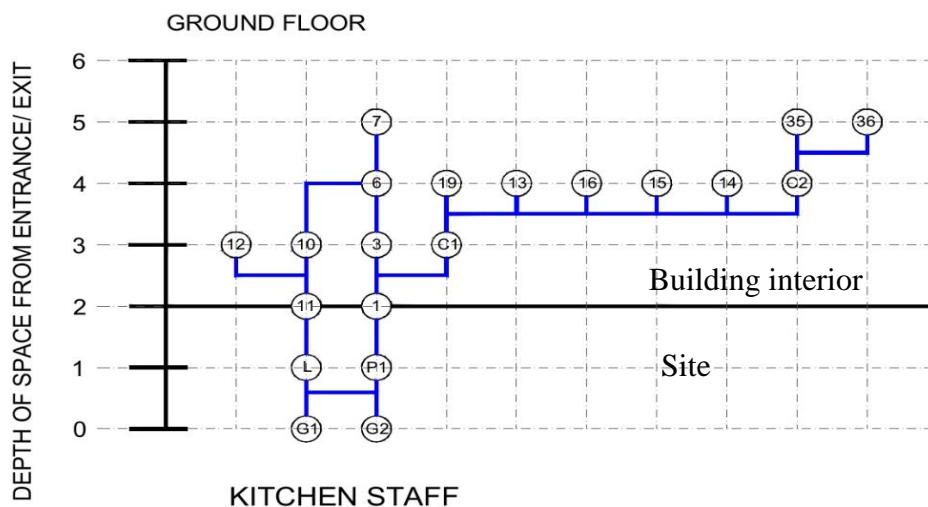 GROUND FLOOR
DEPTH OF SPACE FROM ENTRANCE/ EXIT
6
5 7 35 36
4 6 19 13 16 15 14 C2
3 12 10 3 C1
Building interior
2 11 1
Site
1 L P1
0 G1 G2
KITCHEN STAFF